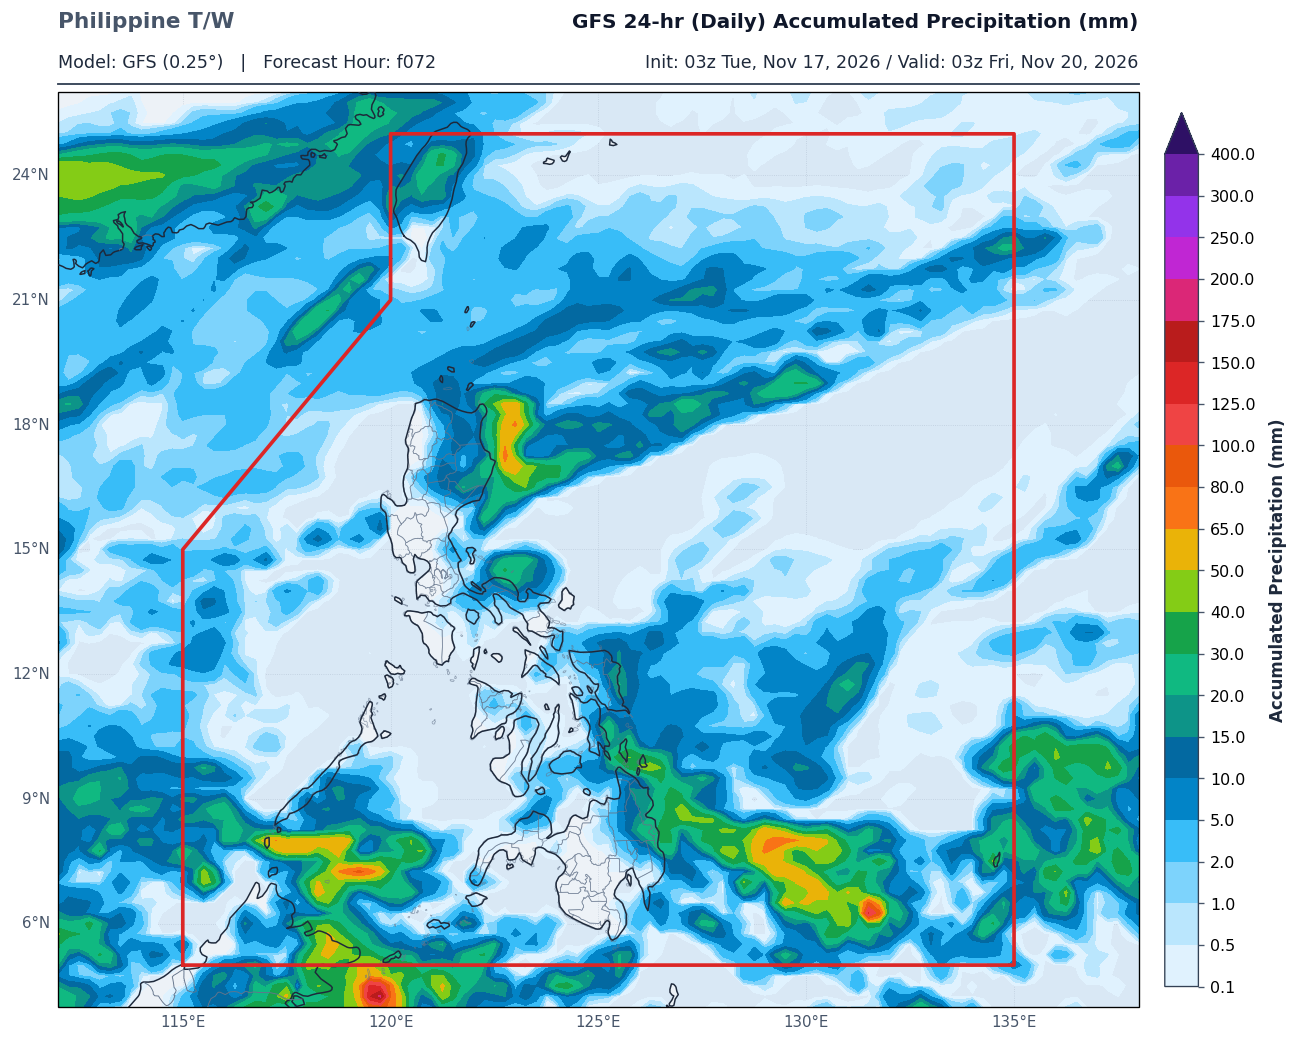 Philippine T/W
GFS 24-hr (Daily) Accumulated Precipitation (mm)
Model: GFS (0.25°)   |   Forecast Hour: f072
Init: 03z Tue, Nov 17, 2026 / Valid: 03z Fri, Nov 20, 2026
24°N
21°N
18°N
15°N
12°N
9°N
6°N
115°E
120°E
125°E
130°E
135°E
400.0
300.0
250.0
200.0
175.0
150.0
125.0
100.0
80.0
65.0
50.0
40.0
30.0
20.0
15.0
10.0
5.0
2.0
1.0
0.5
0.1
Accumulated Precipitation (mm)